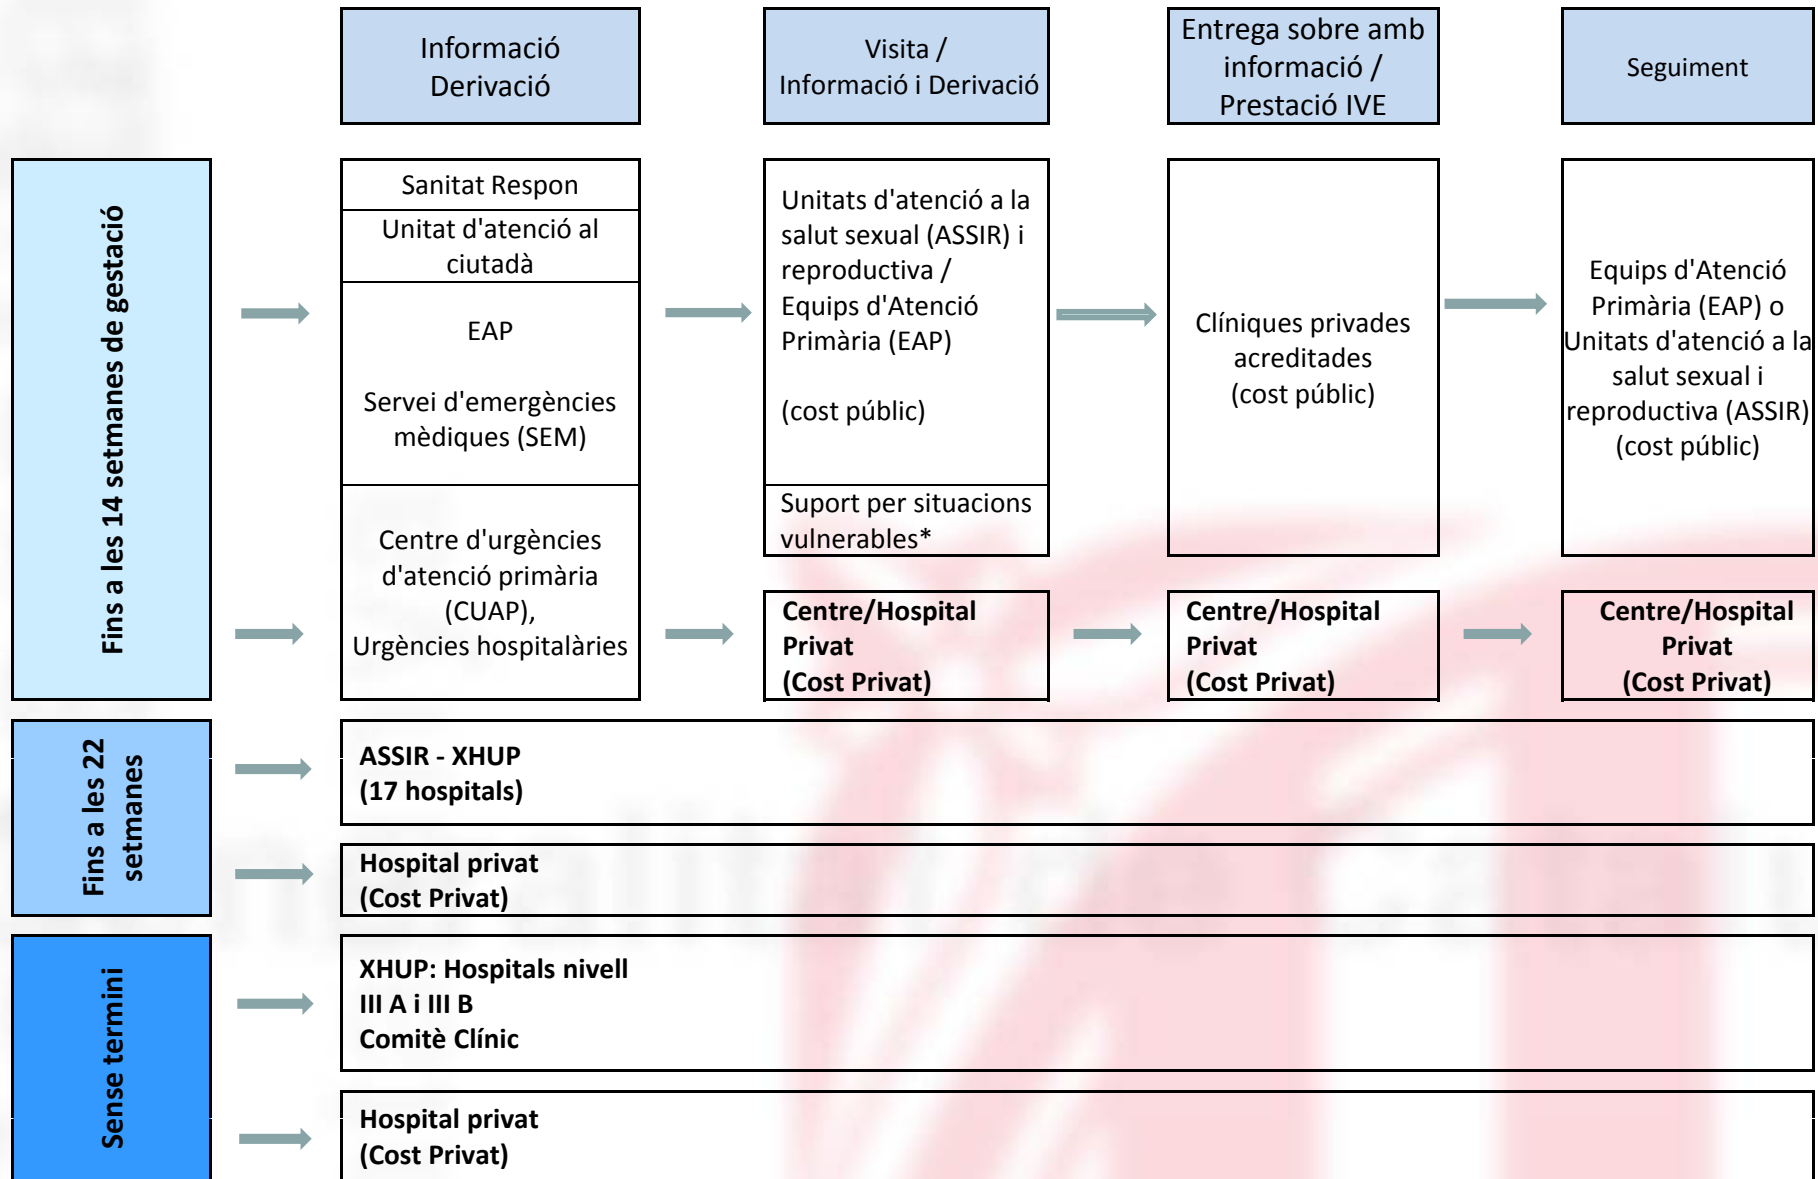 Informació
Derivació
Visita /
Informació i Derivació
Entrega sobre amb
informació /
Prestació IVE
Seguiment
Fins a les 14 setmanes de gestació
Sanitat Respon
Unitat d'atenció al
ciutadà
EAP
Servei d'emergències
mèdiques (SEM)
Centre d'urgències
d'atenció primària
(CUAP),
Urgències hospitalàries
Unitats d'atenció a la
salut sexual (ASSIR) i
reproductiva /
Equips d'Atenció
Primària (EAP)
(cost públic)
Suport per situacions
vulnerables*
Clíniques privades
acreditades
(cost públic)
Equips d'Atenció
Primària (EAP) o
Unitats d'atenció a la
salut sexual i
reproductiva (ASSIR)
(cost públic)
Centre/Hospital
Privat
(Cost Privat)
Centre/Hospital
Privat
(Cost Privat)
Centre/Hospital
Privat
(Cost Privat)
Fins a les 22
setmanes
ASSIR - XHUP
(17 hospitals)
Hospital privat
(Cost Privat)
Sense termini
XHUP: Hospitals nivell
III A i III B
Comitè Clínic
Hospital privat
(Cost Privat)